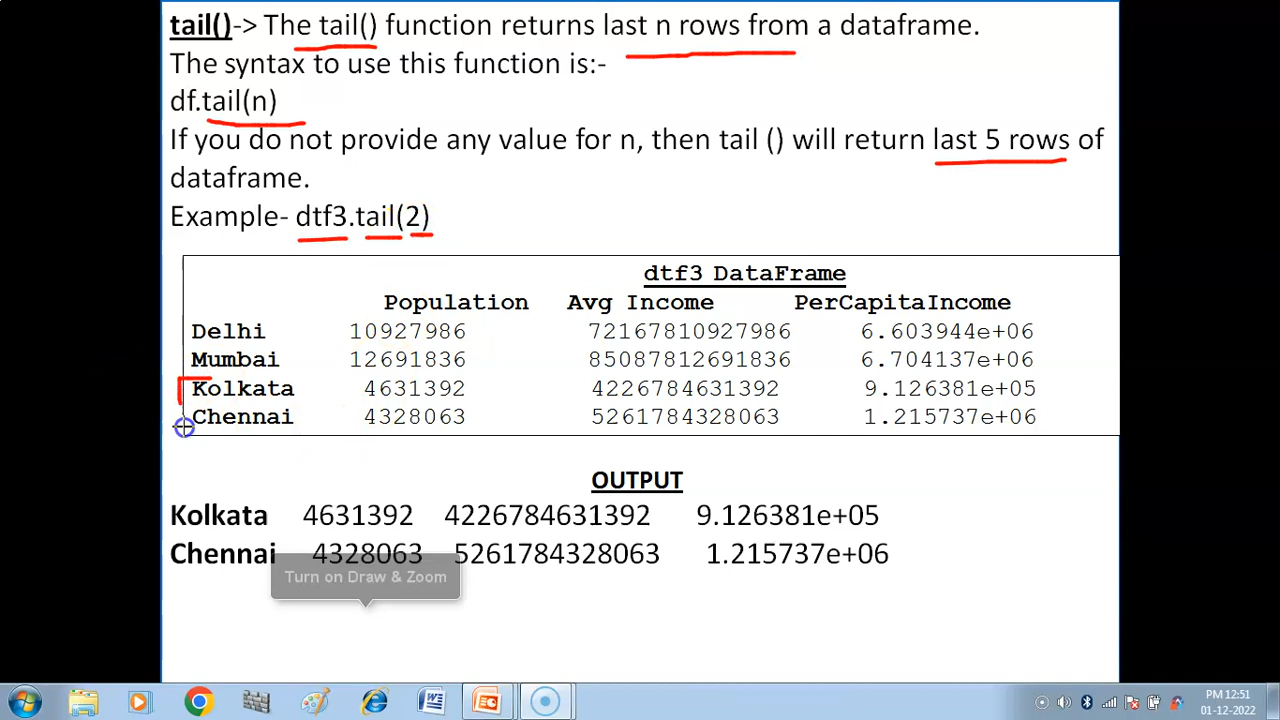 tail()-> The tail() function returns last n rows from a dataframe.
The syntax to use this function is:-
df.tail(n)
If you do not provide any value for n, then tail () will return last 5 rows of
dataframe.
Example- dtf3.tail(2)
dtf3 DataFrame
Population Avg Income PerCapitaIncome
Delhi 10927986 72167810927986 6.603944e+06
Mumbai 12691836 85087812691836 6.704137e+06
Kolkata 4631392 4226784631392 9.126381e+05
Chennai 4328063 5261784328063 1.215737e+06
OUTPUT
Kolkata 4631392 4226784631392 9.126381e+05
Chennai 4328063 5261784328063 1.215737e+06
Turn on Draw & Zoom
PM 12:51
01-12-2022